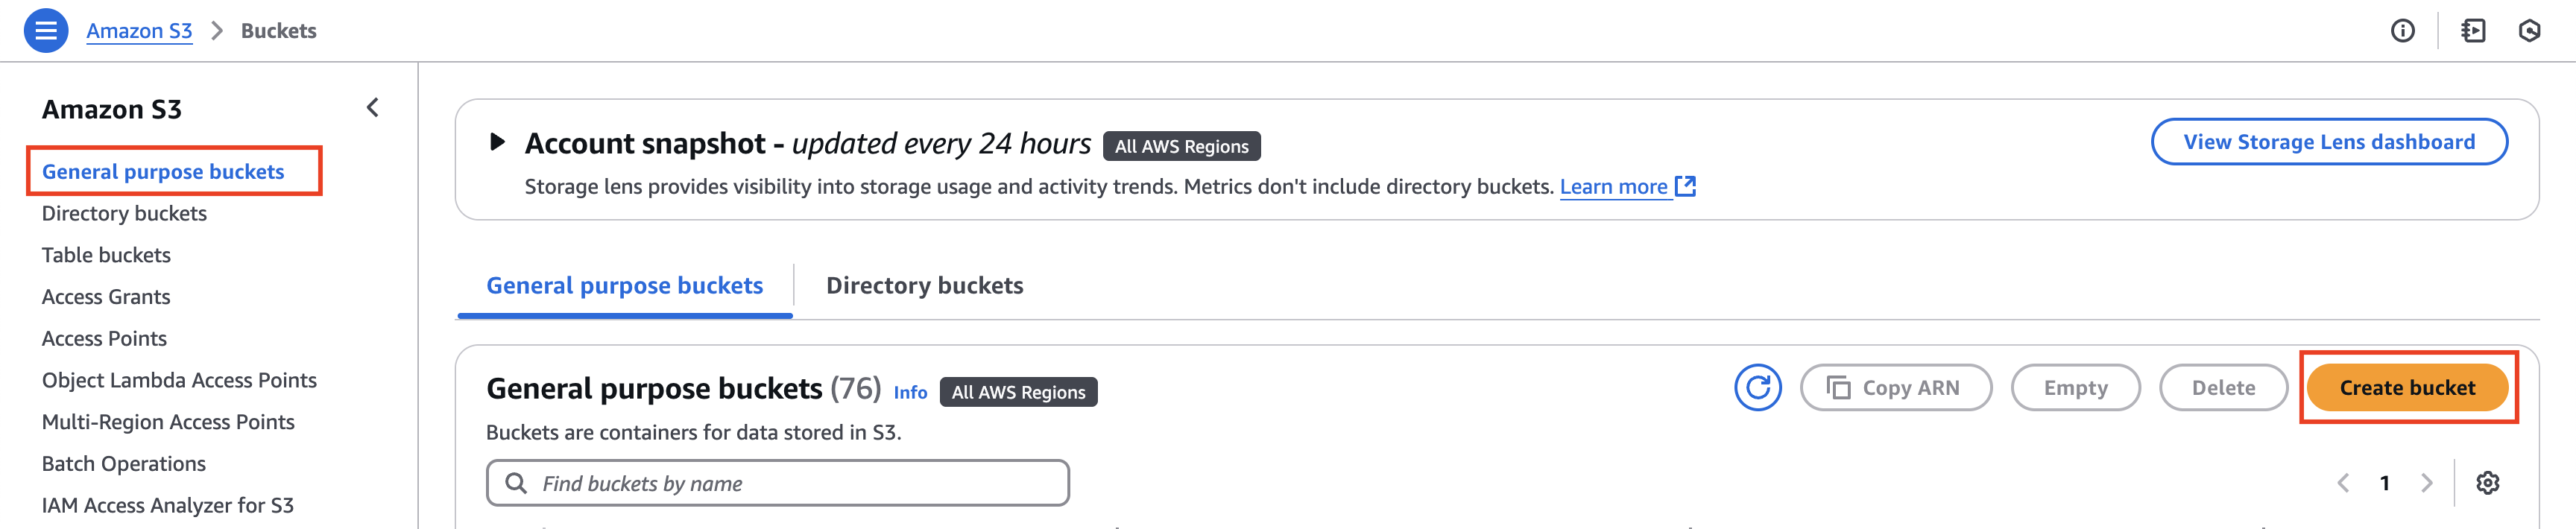 Amazon S3 > Buckets
Amazon S3
General purpose buckets
Directory buckets
Table buckets
Access Grants
Access Points
Object Lambda Access Points
Multi-Region Access Points
Batch Operations
IAM Access Analyzer for S3
Account snapshot - updated every 24 hours All AWS Regions
View Storage Lens dashboard
Storage lens provides visibility into storage usage and activity trends. Metrics don't include directory buckets. Learn more
General purpose buckets
Directory buckets
General purpose buckets (76) Info All AWS Regions
Copy ARN
Empty
Delete
Create bucket
Buckets are containers for data stored in S3.
Find buckets by name
1